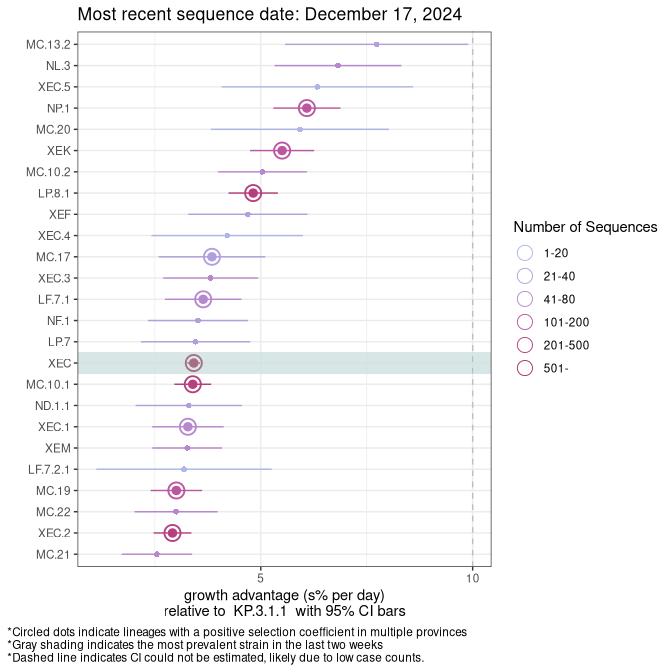 Most recent sequence date: December 17, 2024
MC.13.2
NL.3
XEC.5
NP.1
MC.20
XEK
MC.10.2
LP.8.1
XEF
XEC.4
MC.17
XEC.3
LF.7.1
NF.1
LP.7
XEC
MC.10.1
ND.1.1
XEC.1
XEM
LF.7.2.1
MC.19
MC.22
XEC.2
MC.21
5
10
growth advantage (s% per day)
relative to KP.3.1.1 with 95% CI bars
Number of Sequences
1-20
21-40
41-80
101-200
201-500
501-
*Circled dots indicate lineages with a positive selection coefficient in multiple provinces
*Gray shading indicates the most prevalent strain in the last two weeks
*Dashed line indicates CI could not be estimated, likely due to low case counts.